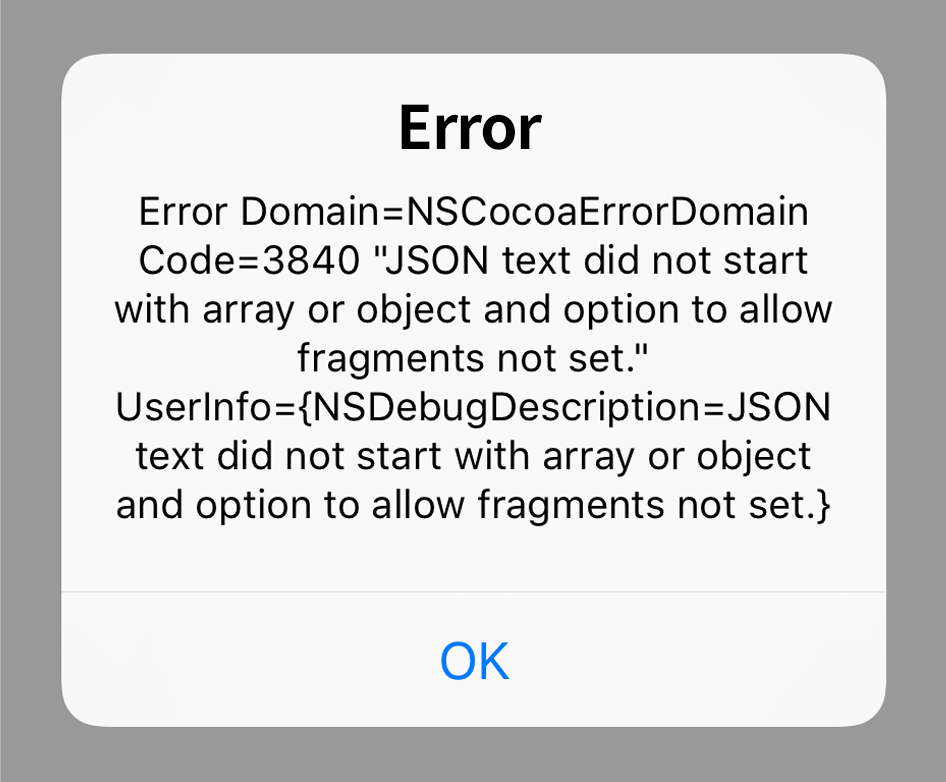 Error
Error Domain=NSCocoaErrorDomain
Code=3840 "JSON text did not start
with array or object and option to allow
fragments not set."
UserInfo={NSDebugDescription=JSON
text did not start with array or object
and option to allow fragments not set.}
OK